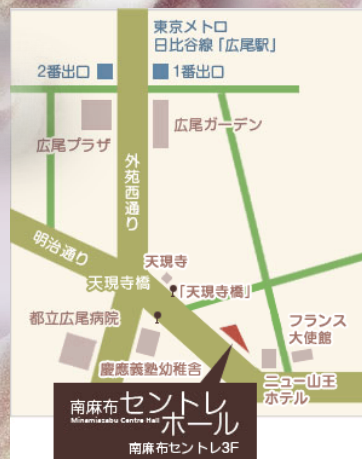 東京メトロ
日比谷線「広尾駅」
2番出口
1番出口
広尾プラザ
広尾ガーデン
外苑西通り
明治通り
天現寺
天現寺橋
「天現寺橋」
都立広尾病院
フランス
大使館
慶應義塾幼稚舎
ニュー山王
ホテル
南麻布セントレ
ホール
Minamiazabu Centre Hall
南麻布セントレ3F